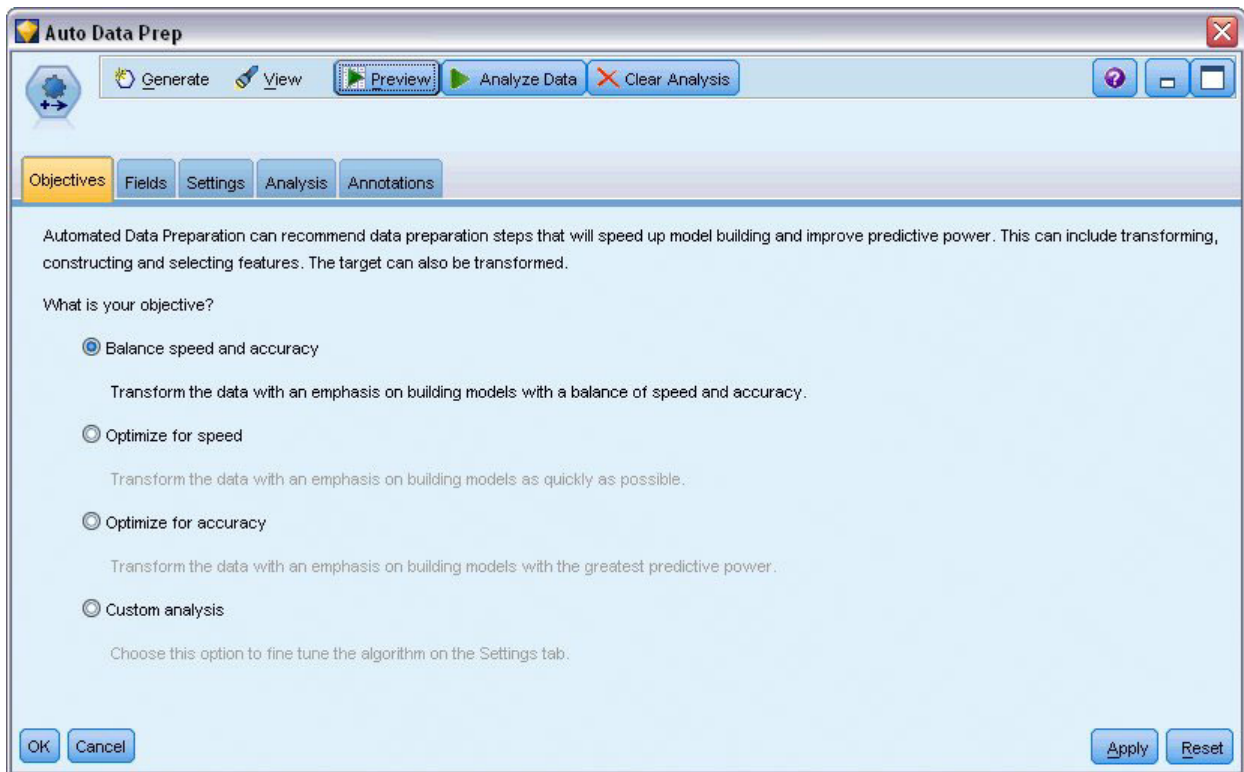 Auto Data Prep
Generate View Preview Analyze Data Clear Analysis ?
Objectives Fields Settings Analysis Annotations
Automated Data Preparation can recommend data preparation steps that will speed up model building and improve predictive power. This can include transforming,
constructing and selecting features. The target can also be transformed.
What is your objective?
Balance speed and accuracy
Transform the data with an emphasis on building models with a balance of speed and accuracy.
Optimize for speed
Transform the data with an emphasis on building models as quickly as possible.
Optimize for accuracy
Transform the data with an emphasis on building models with the greatest predictive power.
Custom analysis
Choose this option to fine tune the algorithm on the Settings tab.
OK Cancel Apply Reset